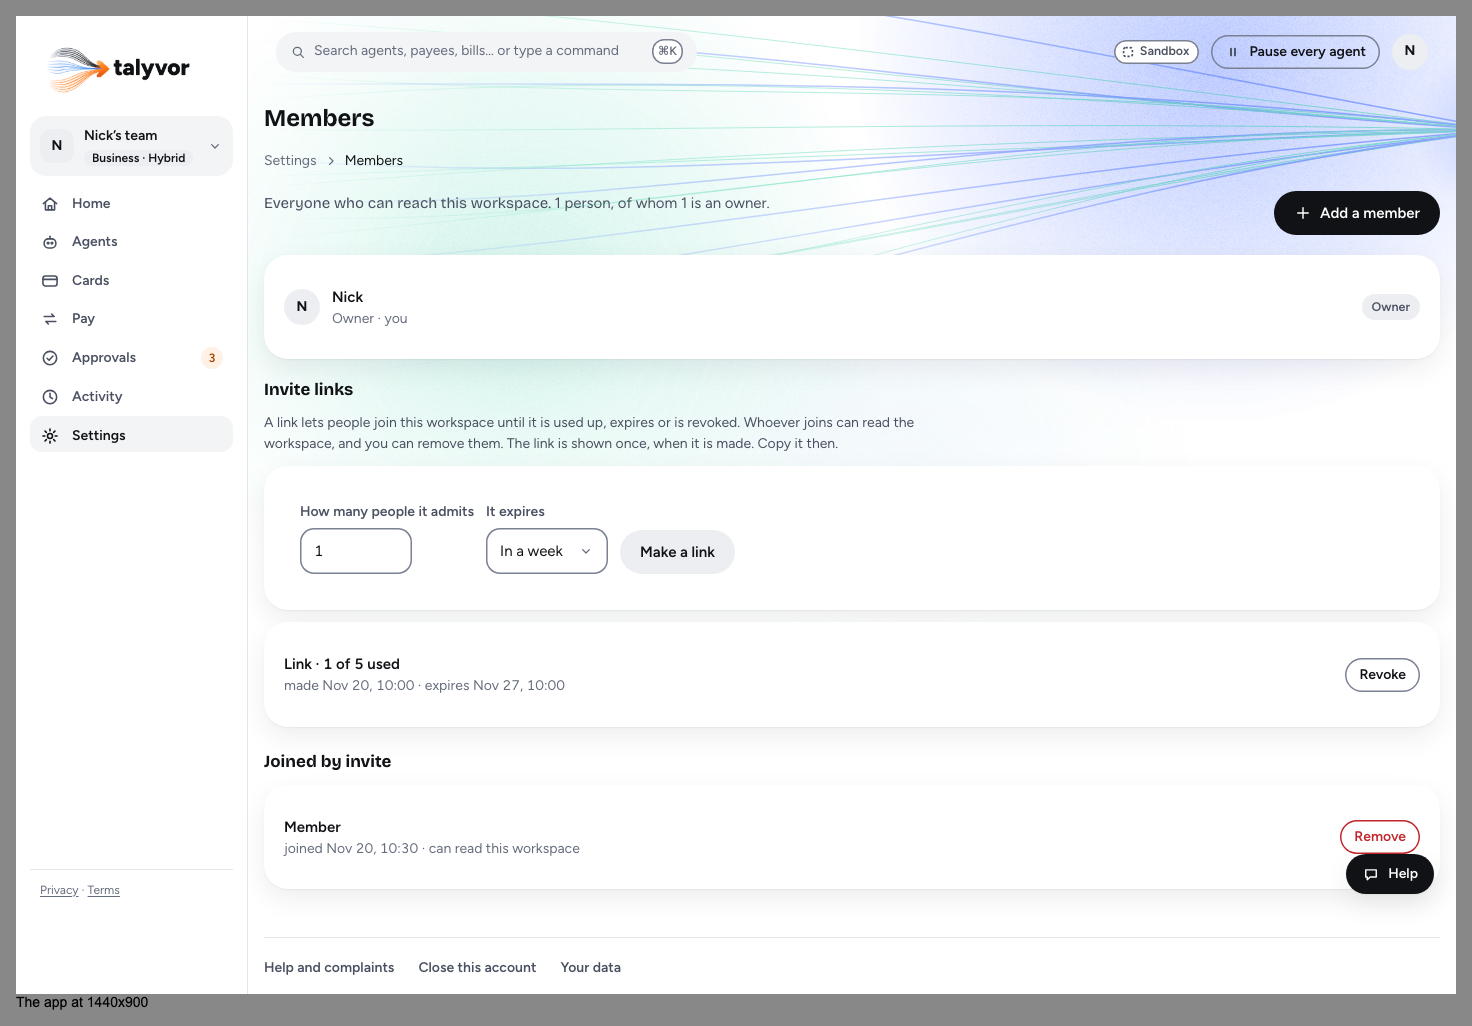 talyvor
Search agents, payees, bills... or type a command
⌘K
Sandbox
Pause every agent
N
N
Nick's team
Business · Hybrid
Home
Agents
Cards
Pay
Approvals
3
Activity
Settings
Privacy · Terms
Members
Settings > Members
Everyone who can reach this workspace. 1 person, of whom 1 is an owner.
Add a member
N
Nick
Owner · you
Owner
Invite links
A link lets people join this workspace until it is used up, expires or is revoked. Whoever joins can read the
workspace, and you can remove them. The link is shown once, when it is made. Copy it then.
How many people it admits
It expires
1
In a week
Make a link
Link · 1 of 5 used
made Nov 20, 10:00 · expires Nov 27, 10:00
Revoke
Joined by invite
Member
joined Nov 20, 10:30 · can read this workspace
Remove
Help
Help and complaints
Close this account
Your data
The app at 1440x900